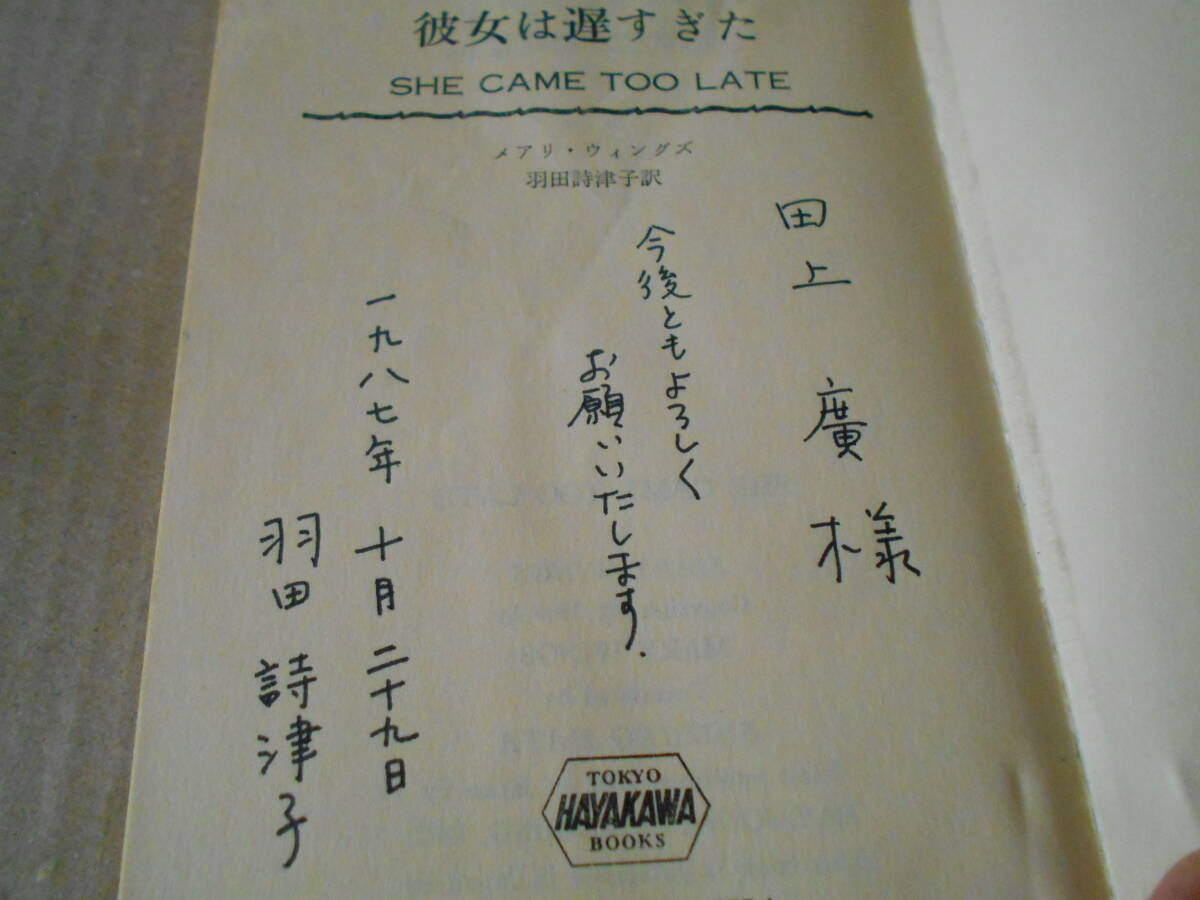 彼女は遅すぎた
SHE CAME TOO LATE
メアリ・ウィングズ
羽田詩津子訳
田上 廣 様
今後ともよろしく
お願いいたします.
一九八七年 十月 二十九日
羽田 詩津子
TOKYO
HAYAKAWA
BOOKS